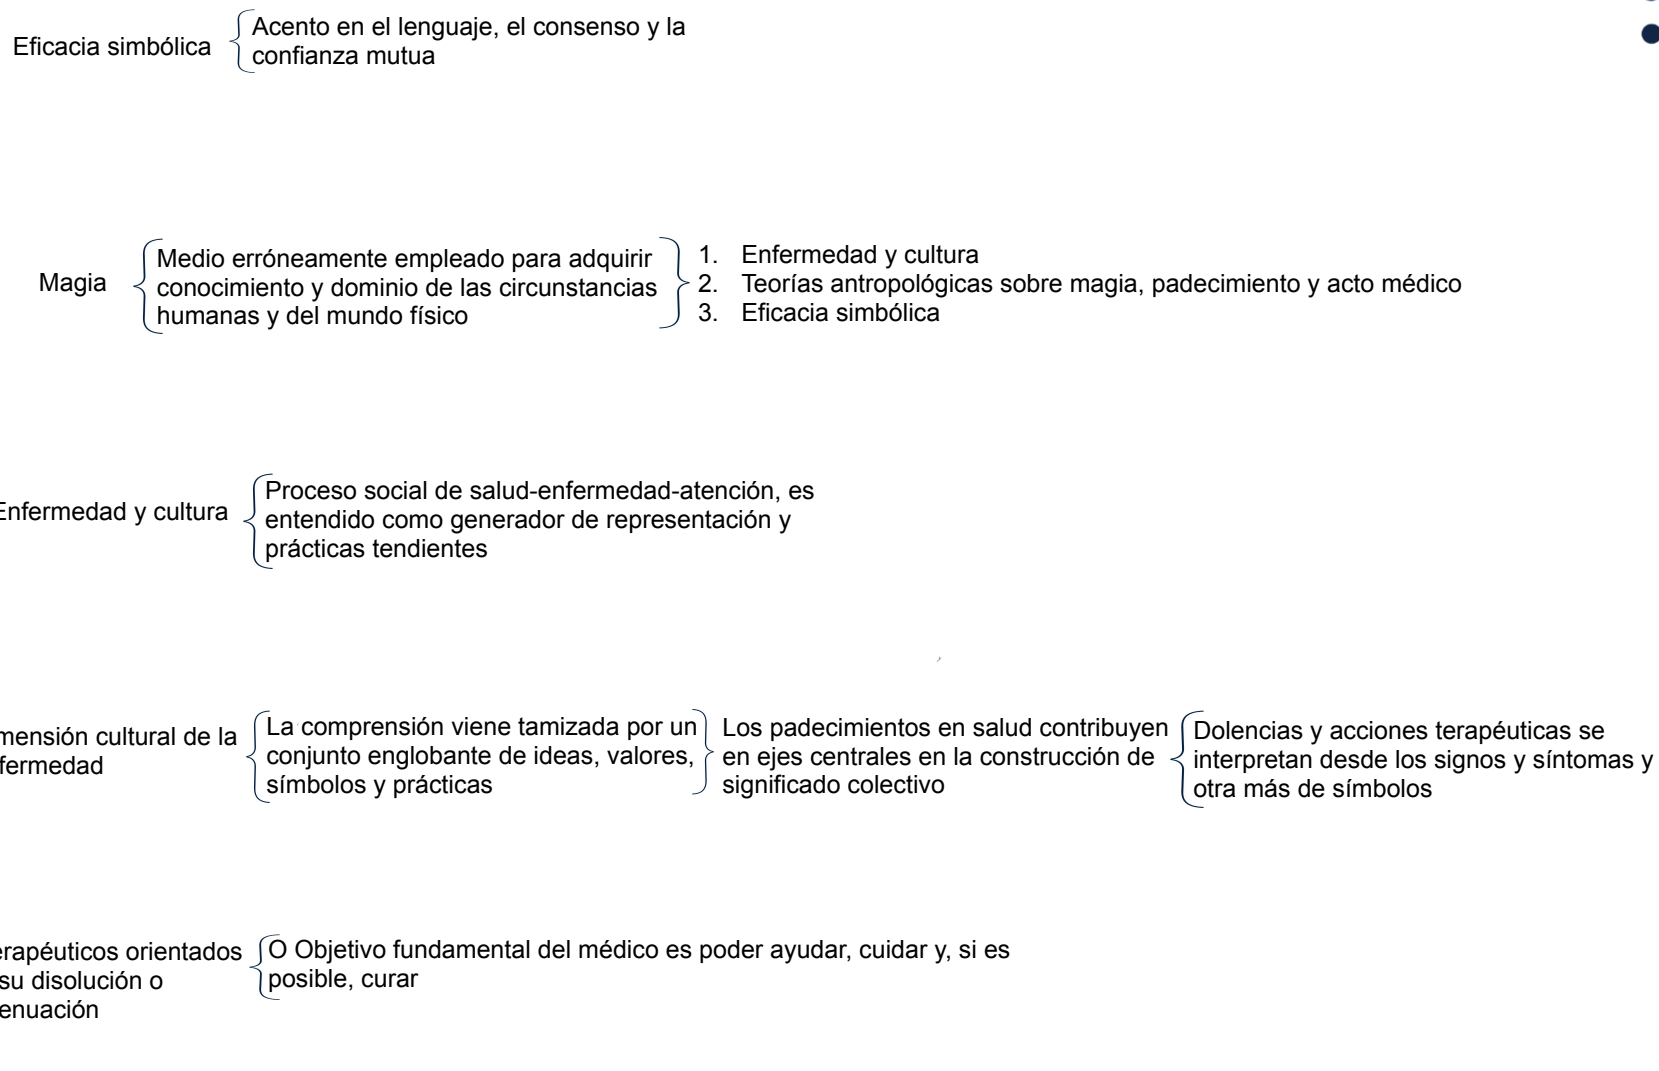 Eficacia simbólica
Acento en el lenguaje, el consenso y la
confianza mutua
Magia
Medio erróneamente empleado para adquirir
conocimiento y dominio de las circunstancias
humanas y del mundo físico
1. Enfermedad y cultura
2. Teorías antropológicas sobre magia, padecimiento y acto médico
3. Eficacia simbólica
Enfermedad y cultura
Proceso social de salud-enfermedad-atención, es
entendido como generador de representación y
prácticas tendientes
mensión cultural de la
fermedad
La comprensión viene tamizada por un
conjunto englobante de ideas, valores,
símbolos y prácticas
Los padecimientos en salud contribuyen
en ejes centrales en la construcción de
significado colectivo
Dolencias y acciones terapéuticas se
interpretan desde los signos y síntomas y
otra más de símbolos
erapéuticos orientados
su disolución o
enuación
O Objetivo fundamental del médico es poder ayudar, cuidar y, si es
posible, curar